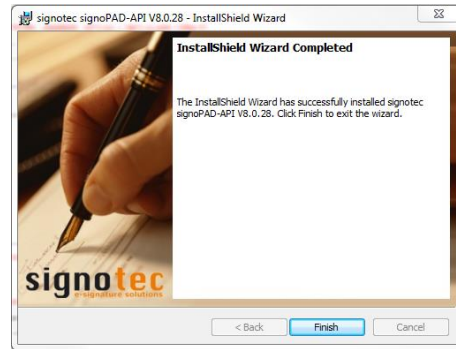 signotec signoPAD-API V8.0.28 - InstallShield Wizard
InstallShield Wizard Completed
The InstallShield Wizard has successfully installed signotec
signoPAD-API V8.0.28. Click Finish to exit the wizard.
signotec
e-signature solutions
< Back
Finish
Cancel